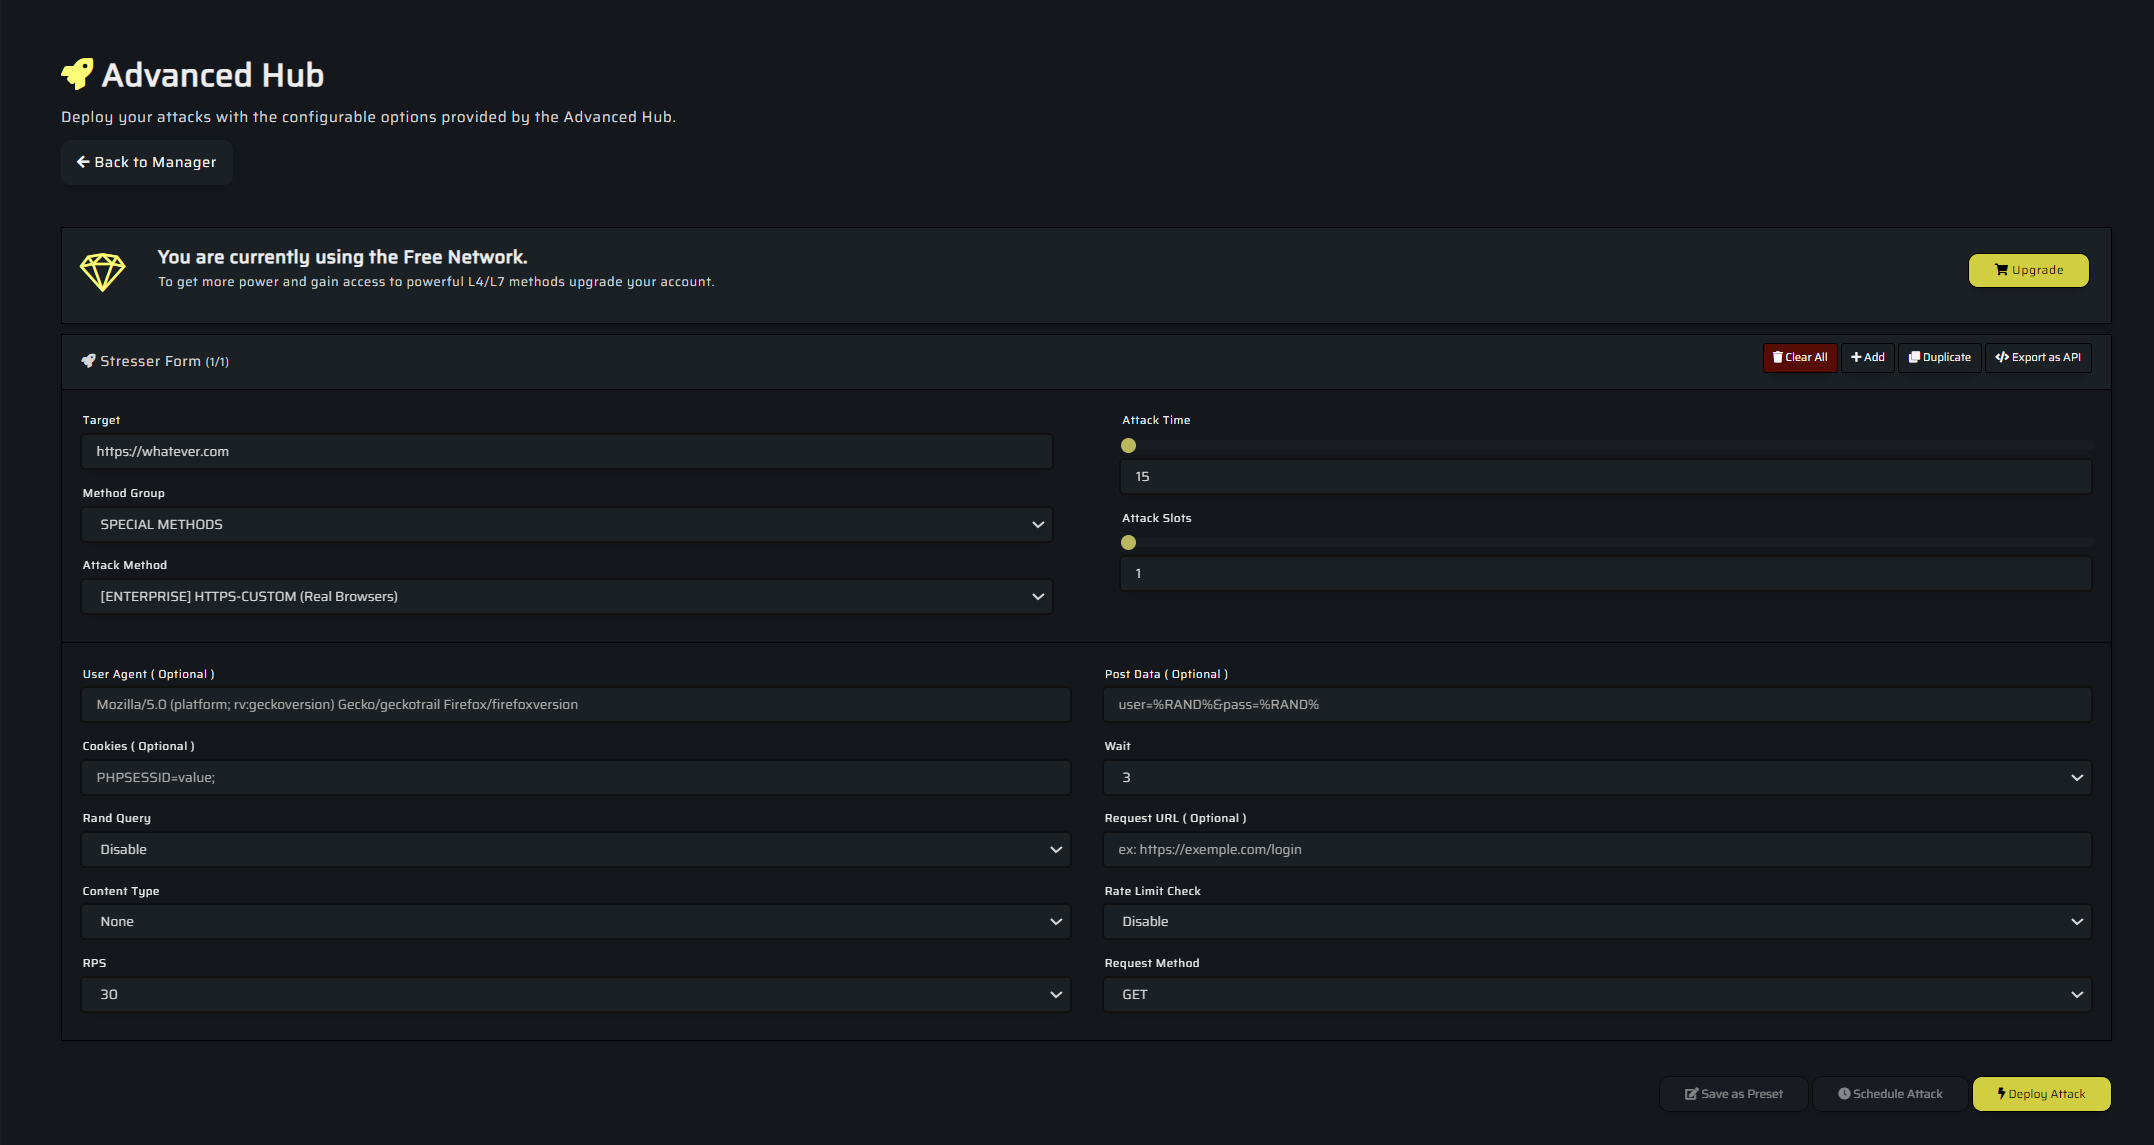 Advanced Hub
Deploy your attacks with the configurable options provided by the Advanced Hub.
Back to Manager
You are currently using the Free Network.
To get more power and gain access to powerful L4/L7 methods upgrade your account.
Upgrade
Stresser Form (1/1)
Clear All
Add
Duplicate
Export as API
Target
https://whatever.com
Method Group
SPECIAL METHODS
Attack Method
[ENTERPRISE] HTTPS-CUSTOM (Real Browsers)
Attack Time
15
Attack Slots
1
User Agent ( Optional )
Mozilla/5.0 (platform; rv:geckoversion) Gecko/geckotrail Firefox/firefoxversion
Cookies ( Optional )
PHPSESSID=value;
Rand Query
Disable
Content Type
None
RPS
30
Post Data ( Optional )
user=%RAND%&pass=%RAND%
Wait
3
Request URL ( Optional )
ex: https://exemple.com/login
Rate Limit Check
Disable
Request Method
GET
Save as Preset
Schedule Attack
Deploy Attack